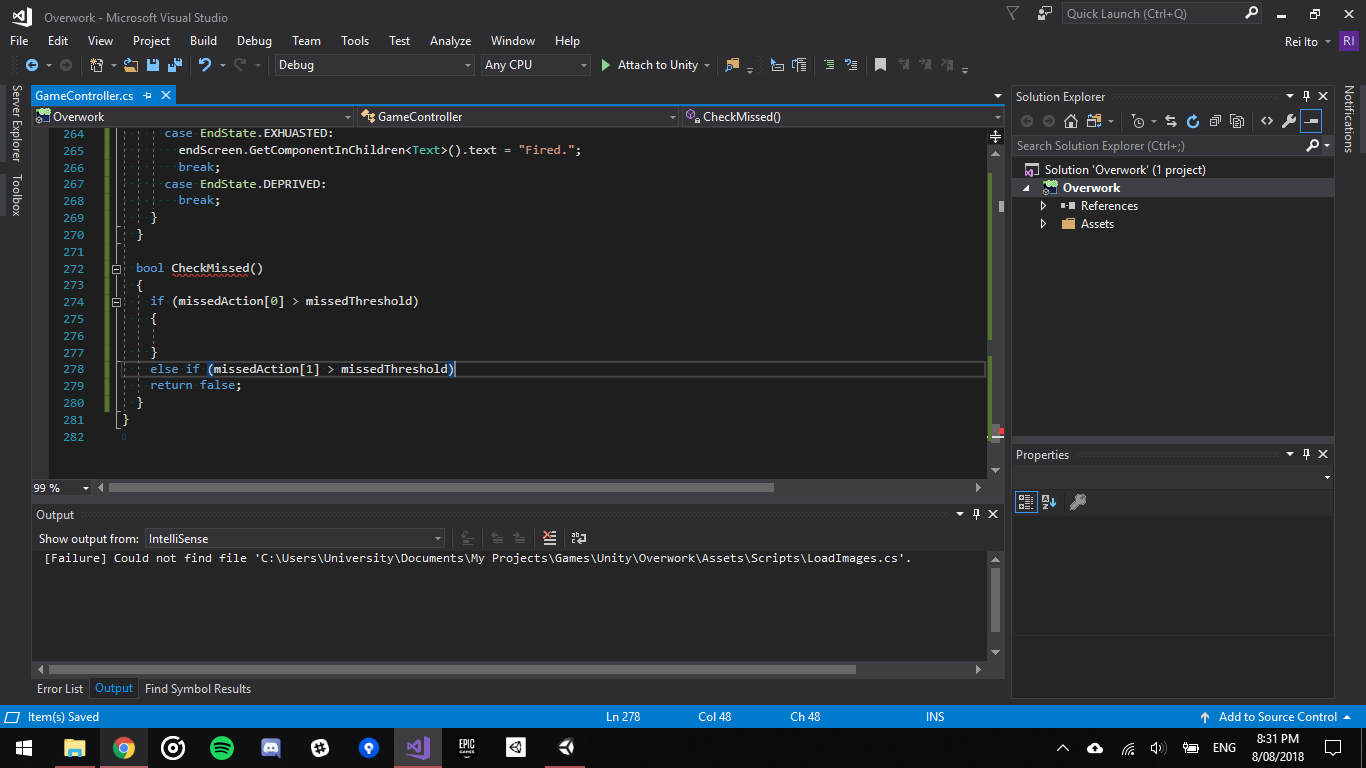 Overwork - Microsoft Visual Studio
Quick Launch (Ctrl+Q)
File Edit View Project Build Debug Team Tools Test Analyze Window Help
Rei Ito RI
Debug Any CPU Attach to Unity
Server Explorer
Toolbox
GameController.cs
Overwork GameController CheckMissed()
264 case EndState.EXHUASTED:
265 endScreen.GetComponentInChildren<Text>().text = "Fired.";
266 break;
267 case EndState.DEPRIVED:
268 break;
269 }
270 }
271
272 bool CheckMissed()
273 {
274 if (missedAction[0] > missedThreshold)
275 {
276
277 }
278 else if (missedAction[1] > missedThreshold)
279 return false;
280 }
281 }
282
99 %
Output
Show output from: IntelliSense
[Failure] Could not find file 'C:\Users\University\Documents\My Projects\Games\Unity\Overwork\Assets\Scripts\LoadImages.cs'.
Error List Output Find Symbol Results
Solution Explorer
Search Solution Explorer (Ctrl+;)
Solution 'Overwork' (1 project)
Overwork
References
Assets
Properties
Notifications
Item(s) Saved Ln 278 Col 48 Ch 48 INS Add to Source Control
EPIC GAMES
ENG
8:31 PM
8/08/2018